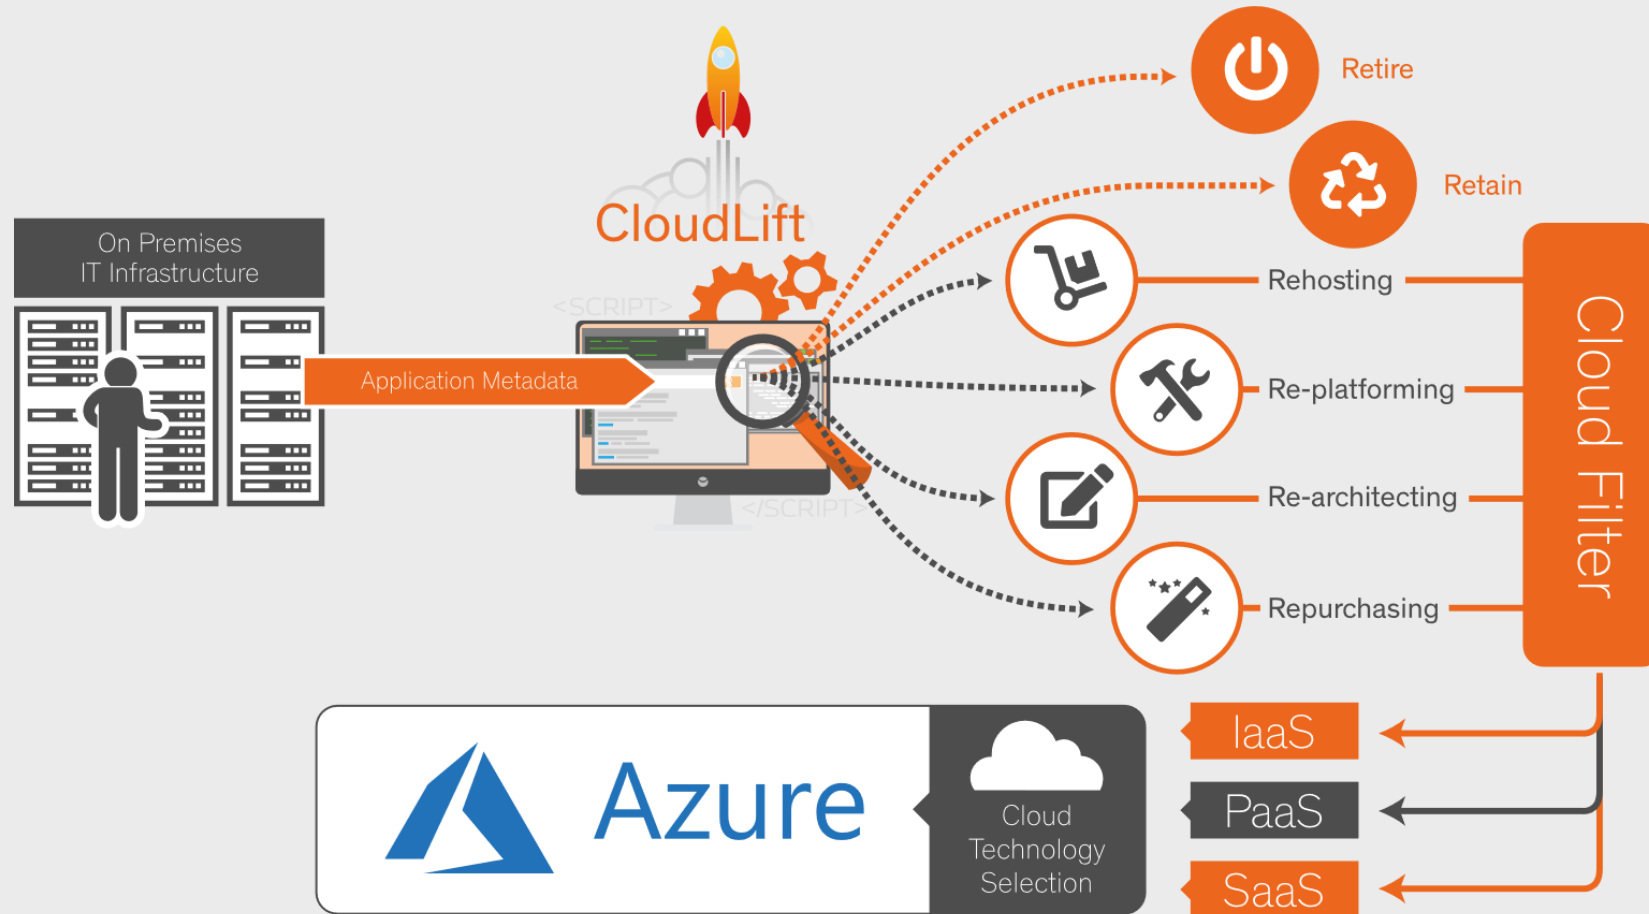 CloudLift
On Premises
IT Infrastructure
<SCRIPT>
Application Metadata
</SCRIPT>
Retire
Retain
Rehosting
Re-platforming
Re-architecting
Repurchasing
Cloud Filter
IaaS
PaaS
SaaS
Azure
Cloud
Technology
Selection